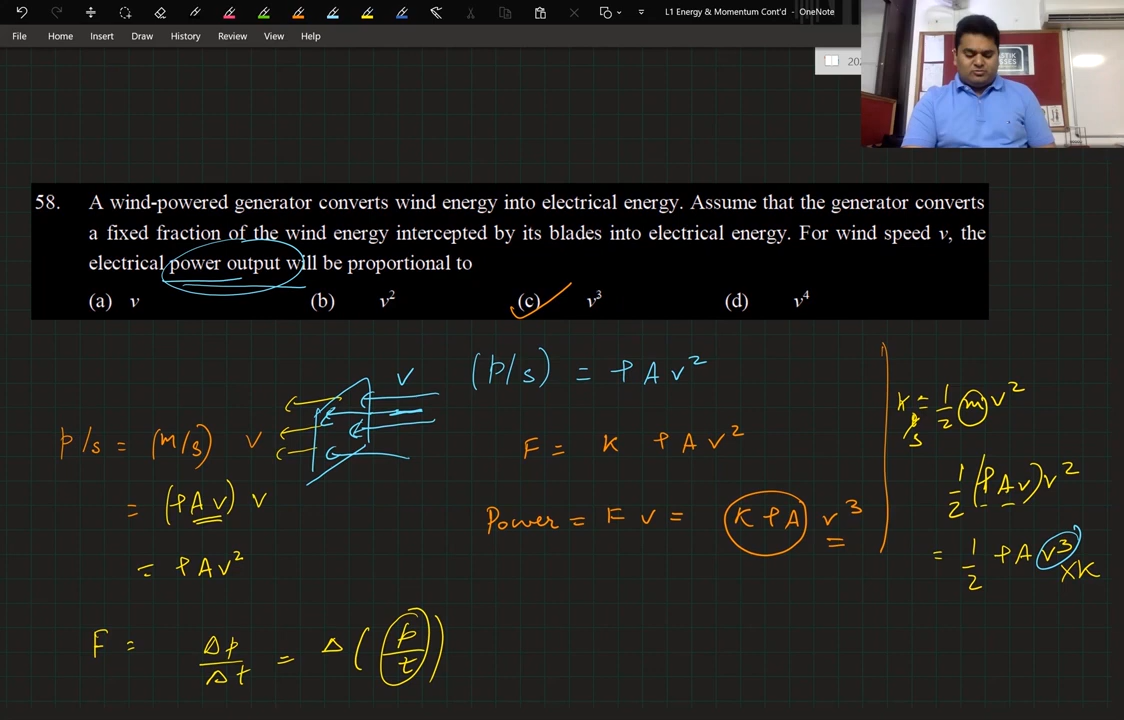 L1 Energy & Momentum Cont'd - OneNote
File Home Insert Draw History Review View Help
58. A wind-powered generator converts wind energy into electrical energy. Assume that the generator converts
a fixed fraction of the wind energy intercepted by its blades into electrical energy. For wind speed v, the
electrical power output will be proportional to
(a) v (b) v² (c) v³ (d) v⁴
v
(p/s) = ρAv²
p/s = (m/s) v
= (ρAv) v
= ρAv²
F = Δp/Δt = Δ(p/t)
F = K ρAv²
Power = Fv = KρA v³
K/s = 1/2 m v²
1/2 (ρAv)v²
= 1/2 ρAv³
XK